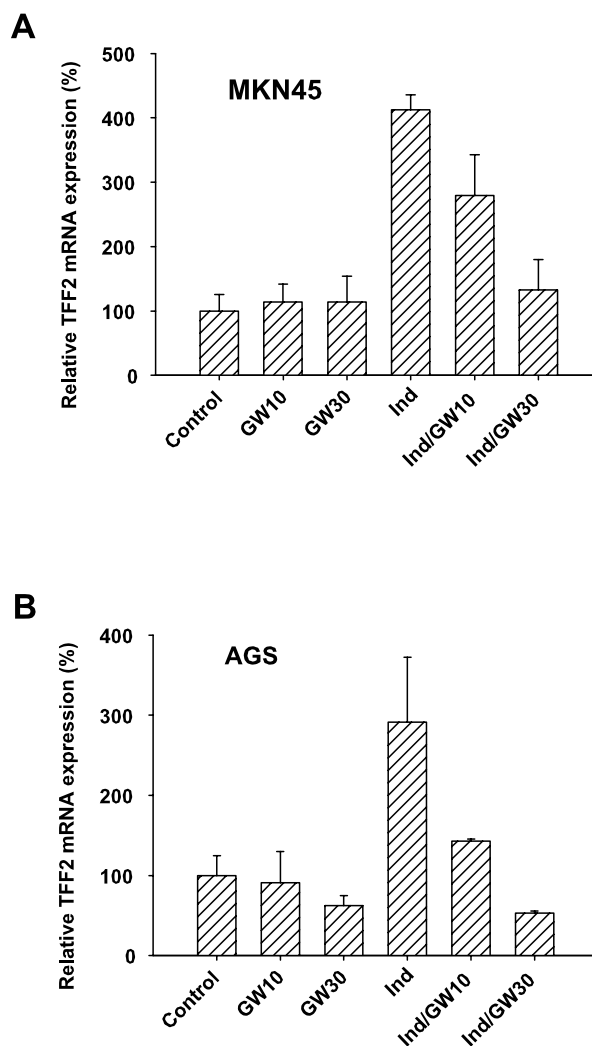 A
MKN45
Relative TFF2 mRNA expression (%)
500
400
300
200
100
0
Control
GW10
GW30
Ind
Ind/GW10
Ind/GW30
B
AGS
Relative TFF2 mRNA expression (%)
400
300
200
100
0
Control
GW10
GW30
Ind
Ind/GW10
Ind/GW30